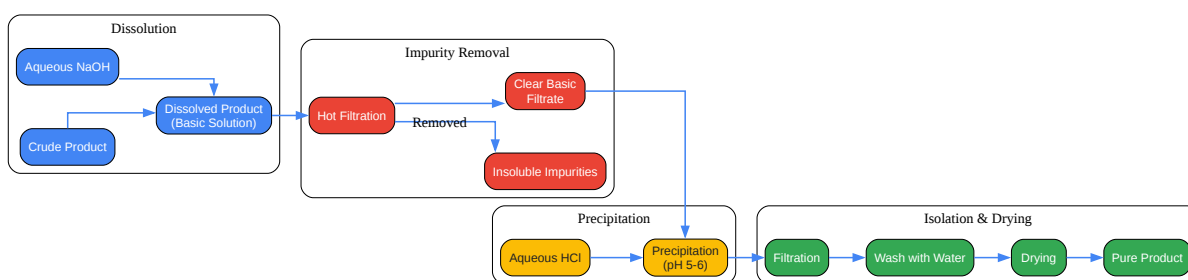 Dissolution
Aqueous NaOH
Crude Product
Dissolved Product
(Basic Solution)
Impurity Removal
Hot Filtration
Clear Basic
Filtrate
Removed
Insoluble Impurities
Precipitation
Aqueous HCl
Precipitation
(pH 5-6)
Isolation & Drying
Filtration
Wash with Water
Drying
Pure Product